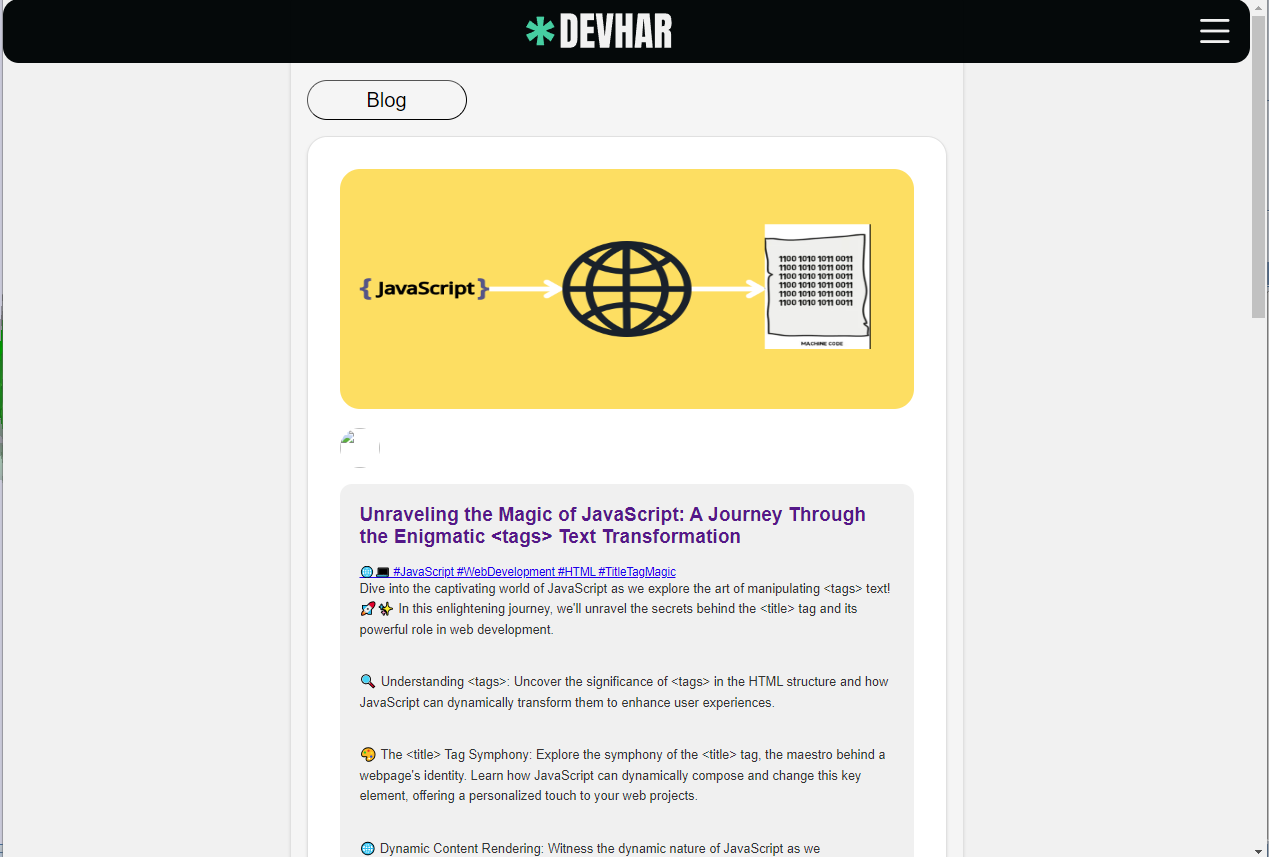 DEVHAR
Blog
{ JavaScript }
1100 1010 1011 0011
1100 1010 1011 0011
1100 1010 1011 0011
1100 1010 1011 0011
1100 1010 1011 0011
1100 1010 1011 0011
MACHINE CODE
Unraveling the Magic of JavaScript: A Journey Through
the Enigmatic <tags> Text Transformation
🌐💻 #JavaScript #WebDevelopment #HTML #TitleTagMagic
Dive into the captivating world of JavaScript as we explore the art of manipulating <tags> text!
🚀✨ In this enlightening journey, we'll unravel the secrets behind the <title> tag and its
powerful role in web development.
🔍 Understanding <tags>: Uncover the significance of <tags> in the HTML structure and how
JavaScript can dynamically transform them to enhance user experiences.
🎨 The <title> Tag Symphony: Explore the symphony of the <title> tag, the maestro behind a
webpage's identity. Learn how JavaScript can dynamically compose and change this key
element, offering a personalized touch to your web projects.
🌐 Dynamic Content Rendering: Witness the dynamic nature of JavaScript as we